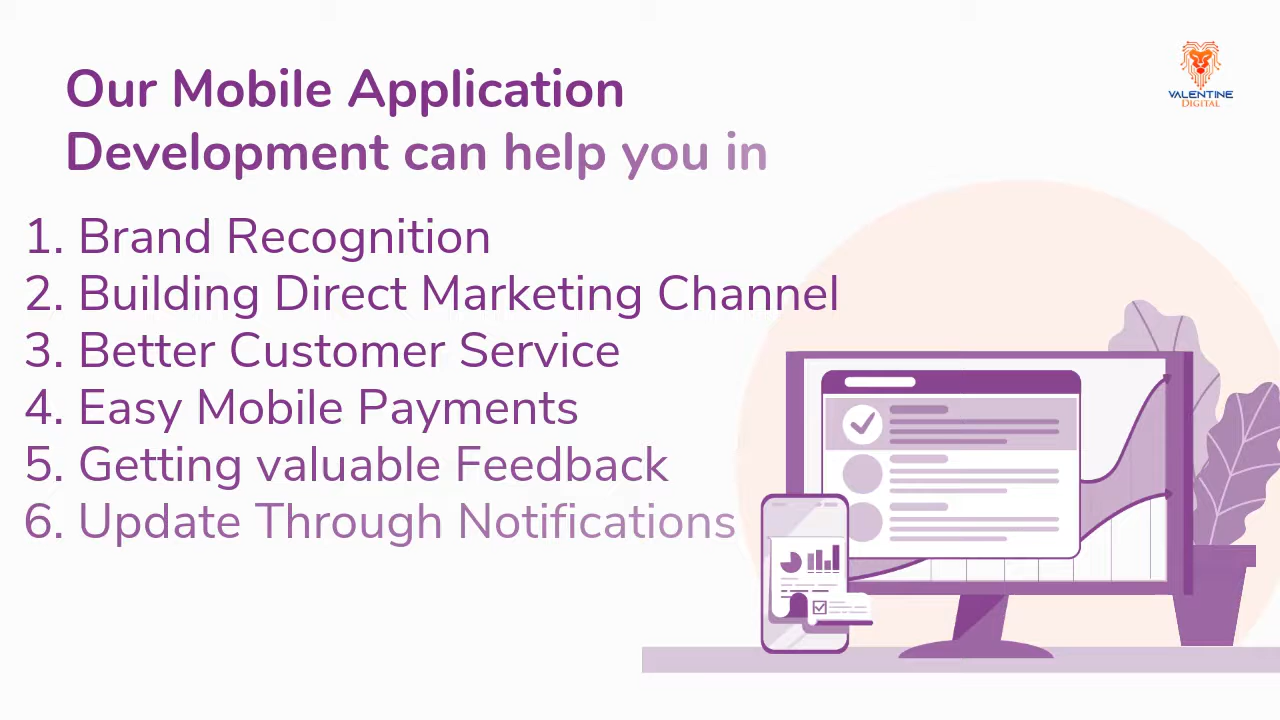 Our Mobile Application
Development can help you in
VALENTINE
DIGITAL
1. Brand Recognition
2. Building Direct Marketing Channel
3. Better Customer Service
4. Easy Mobile Payments
5. Getting valuable Feedback
6. Update Through Notifications